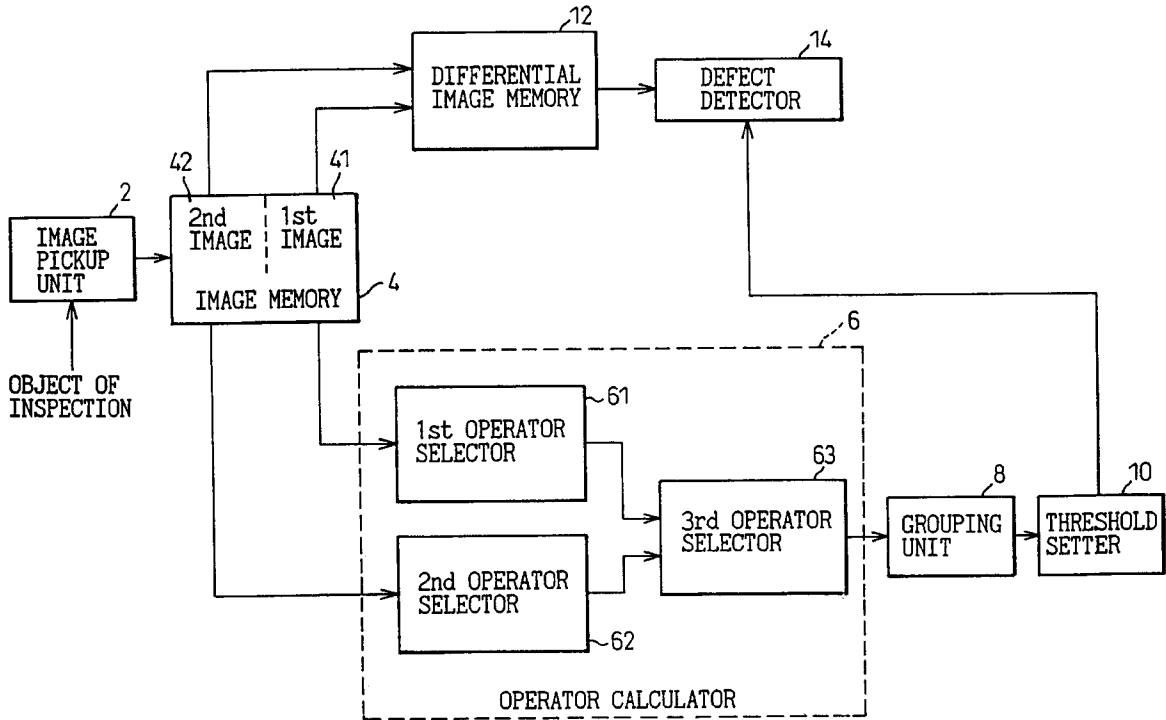 12
14
DIFFERENTIAL
IMAGE MEMORY
DEFECT
DETECTOR
42
41
2
2nd
IMAGE
1st
IMAGE
IMAGE
PICKUP
UNIT
IMAGE MEMORY
4
6
OBJECT OF
INSPECTION
61
1st OPERATOR
SELECTOR
63
8
10
3rd OPERATOR
SELECTOR
GROUPING
UNIT
THRESHOLD
SETTER
2nd OPERATOR
SELECTOR
62
OPERATOR CALCULATOR